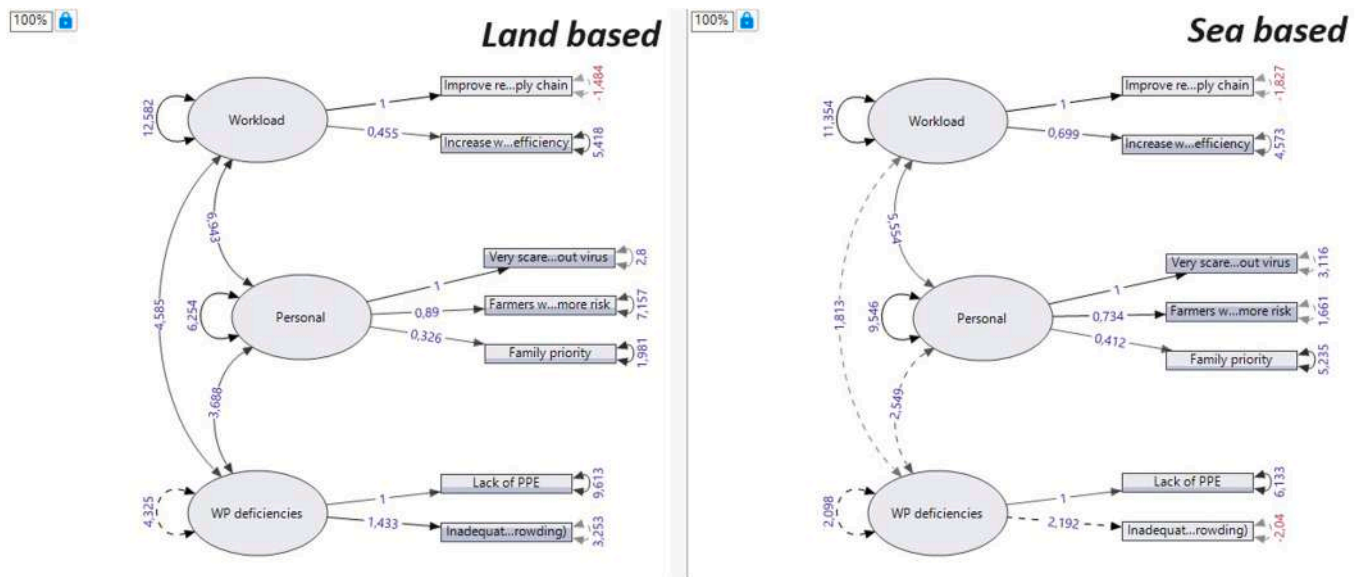 100%
Land based
Improve re...ply chain
-1,484
12,582
Workload
1
0,455
Increase w...efficiency
5,418
6,943
4,585
Very scare...out virus
2,8
1
6,254
Personal
0,89
Farmers w...more risk
7,157
0,326
Family priority
1,981
3,688
Lack of PPE
9,613
1
4,325
WP deficiencies
1,433
Inadequat...rowding)
3,253
100%
Sea based
Improve re...ply chain
-1,827
11,354
Workload
1
0,699
Increase w...efficiency
4,573
5,554
1,813
Very scare...out virus
3,116
1
9,546
Personal
0,734
Farmers w...more risk
1,661
0,412
Family priority
5,235
2,549
Lack of PPE
6,133
1
2,098
WP deficiencies
2,192
Inadequat...rowding)
-2,04